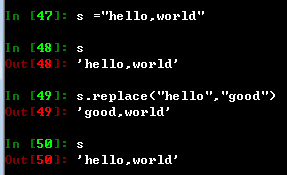 In [47]: s ="hello,world"
In [48]: s
Out[48]: 'hello,world'
In [49]: s.replace("hello","good")
Out[49]: 'good,world'
In [50]: s
Out[50]: 'hello,world'